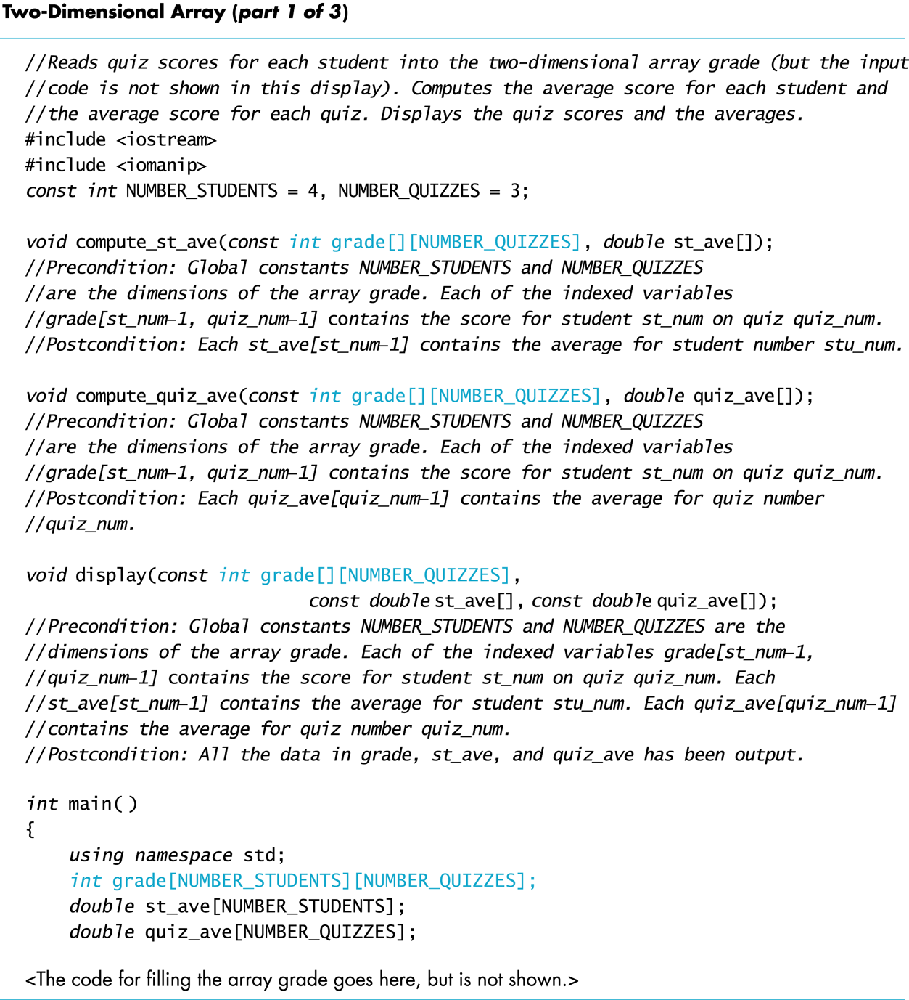 Two-Dimensional Array (part 1 of 3)
//Reads quiz scores for each student into the two-dimensional array grade (but the input
//code is not shown in this display). Computes the average score for each student and
//the average score for each quiz. Displays the quiz scores and the averages.
#include <iostream>
#include <iomanip>
const int NUMBER_STUDENTS = 4, NUMBER_QUIZZES = 3;
void compute_st_ave(const int grade[][NUMBER_QUIZZES], double st_ave[]);
//Precondition: Global constants NUMBER_STUDENTS and NUMBER_QUIZZES
//are the dimensions of the array grade. Each of the indexed variables
//grade[st_num–1, quiz_num–1] contains the score for student st_num on quiz quiz_num.
//Postcondition: Each st_ave[st_num–1] contains the average for student number stu_num.
void compute_quiz_ave(const int grade[][NUMBER_QUIZZES], double quiz_ave[]);
//Precondition: Global constants NUMBER_STUDENTS and NUMBER_QUIZZES
//are the dimensions of the array grade. Each of the indexed variables
//grade[st_num–1, quiz_num–1] contains the score for student st_num on quiz quiz_num.
//Postcondition: Each quiz_ave[quiz_num–1] contains the average for quiz number
//quiz_num.
void display(const int grade[][NUMBER_QUIZZES],
const double st_ave[], const double quiz_ave[]);
//Precondition: Global constants NUMBER_STUDENTS and NUMBER_QUIZZES are the
//dimensions of the array grade. Each of the indexed variables grade[st_num–1,
//quiz_num–1] contains the score for student st_num on quiz quiz_num. Each
//st_ave[st_num–1] contains the average for student stu_num. Each quiz_ave[quiz_num–1]
//contains the average for quiz number quiz_num.
//Postcondition: All the data in grade, st_ave, and quiz_ave has been output.
int main( )
{
using namespace std;
int grade[NUMBER_STUDENTS][NUMBER_QUIZZES];
double st_ave[NUMBER_STUDENTS];
double quiz_ave[NUMBER_QUIZZES];
<The code for filling the array grade goes here, but is not shown.>